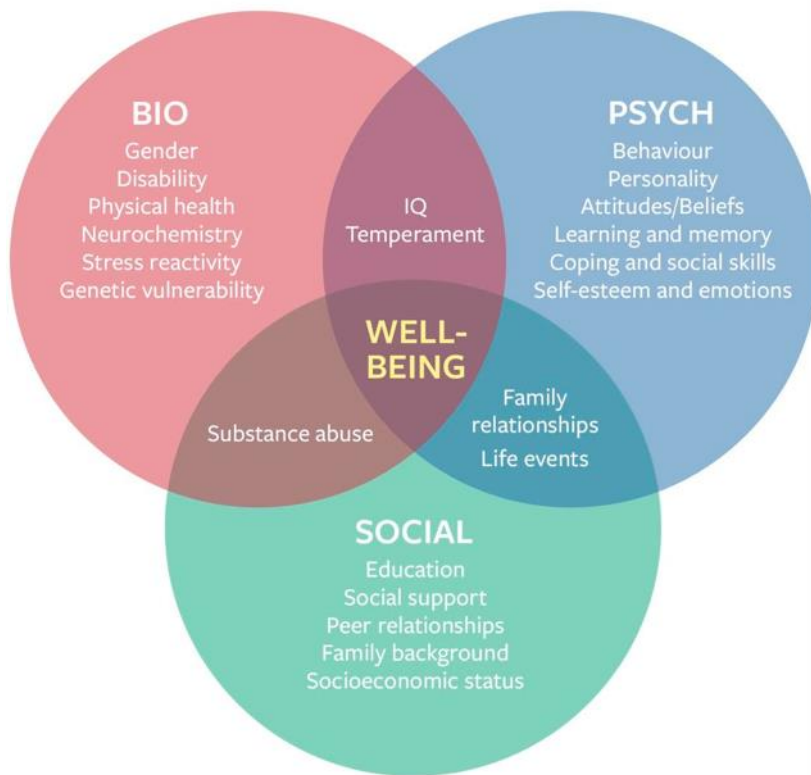 BIO
Gender
Disability
Physical health
Neurochemistry
Stress reactivity
Genetic vulnerability
IQ
Temperament
PSYCH
Behaviour
Personality
Attitudes/Beliefs
Learning and memory
Coping and social skills
Self-esteem and emotions
WELL-
BEING
Substance abuse
Family
relationships
Life events
SOCIAL
Education
Social support
Peer relationships
Family background
Socioeconomic status